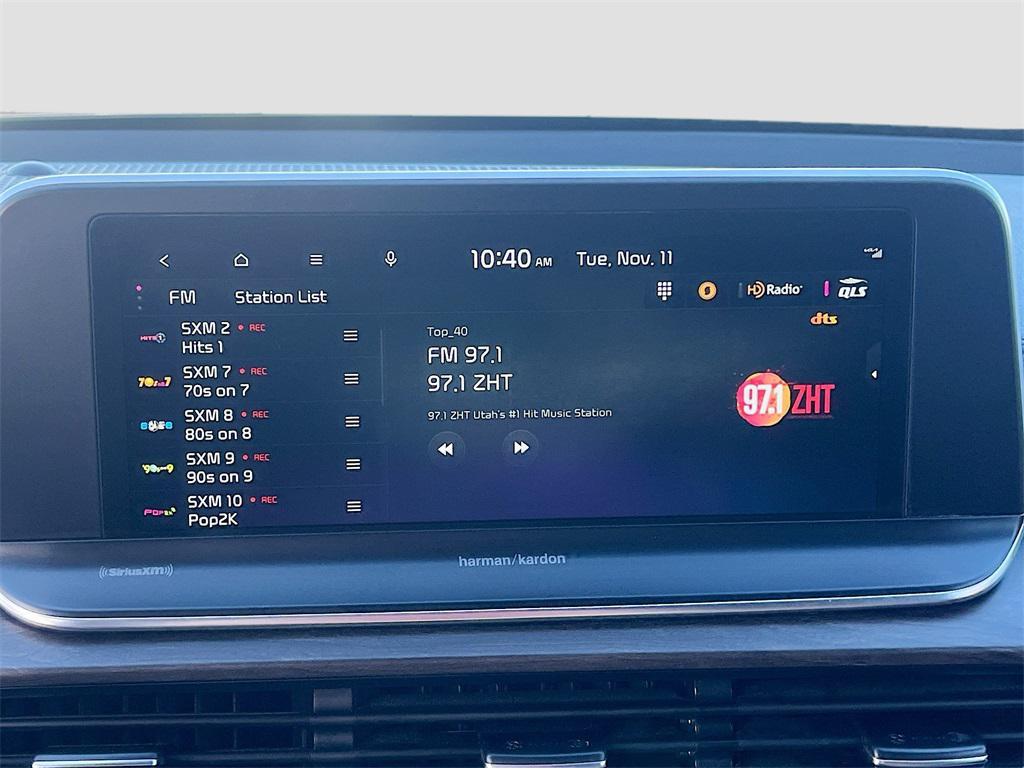 10:40 AM Tue, Nov. 11
FM Station List
HD Radio QLS
dts
SXM 2 REC
Hits 1
SXM 7 REC
70s on 7
SXM 8 REC
80s on 8
SXM 9 REC
90s on 9
SXM 10 REC
Pop2K
Top_40
FM 97.1
97.1 ZHT
97.1 ZHT Utah's #1 Hit Music Station
97.1 ZHT
((SiriusXM))
harman/kardon